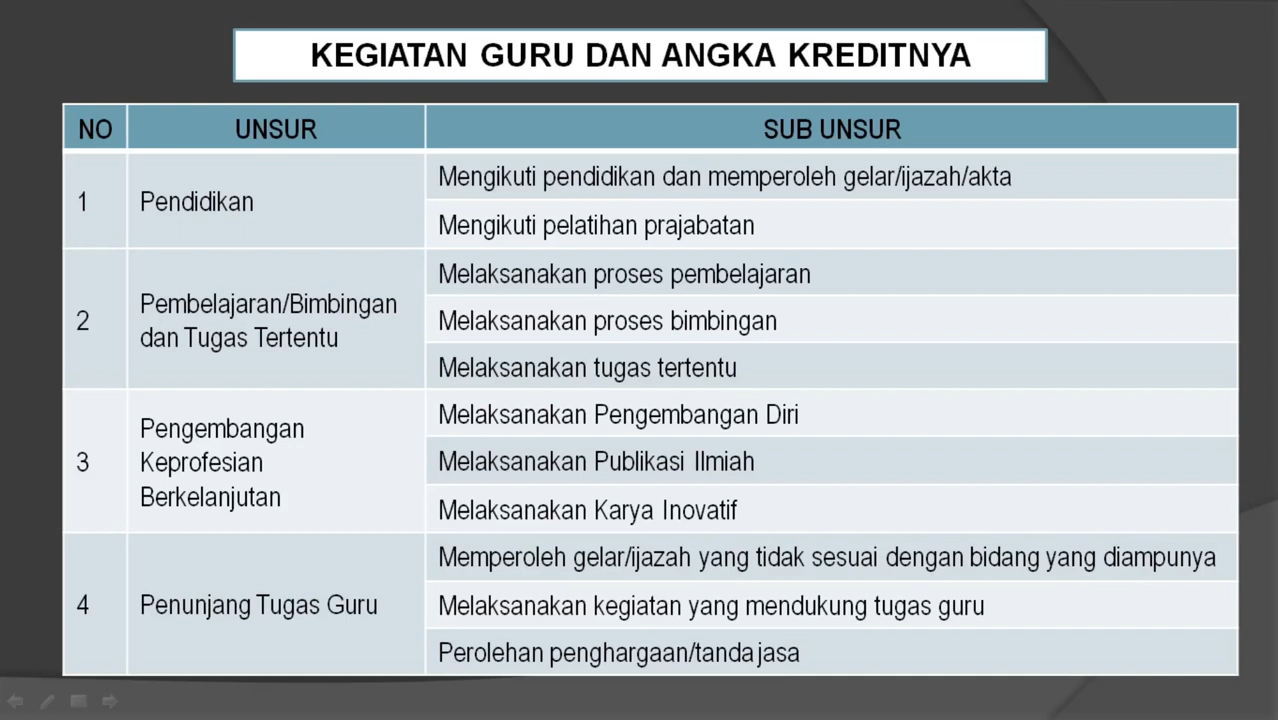 KEGIATAN GURU DAN ANGKA KREDITNYA
NO UNSUR SUB UNSUR
1 Pendidikan
Mengikuti pendidikan dan memperoleh gelar/ijazah/akta
Mengikuti pelatihan prajabatan
2 Pembelajaran/Bimbingan
dan Tugas Tertentu
Melaksanakan proses pembelajaran
Melaksanakan proses bimbingan
Melaksanakan tugas tertentu
3 Pengembangan
Keprofesian
Berkelanjutan
Melaksanakan Pengembangan Diri
Melaksanakan Publikasi Ilmiah
Melaksanakan Karya Inovatif
4 Penunjang Tugas Guru
Memperoleh gelar/ijazah yang tidak sesuai dengan bidang yang diampunya
Melaksanakan kegiatan yang mendukung tugas guru
Perolehan penghargaan/tanda jasa